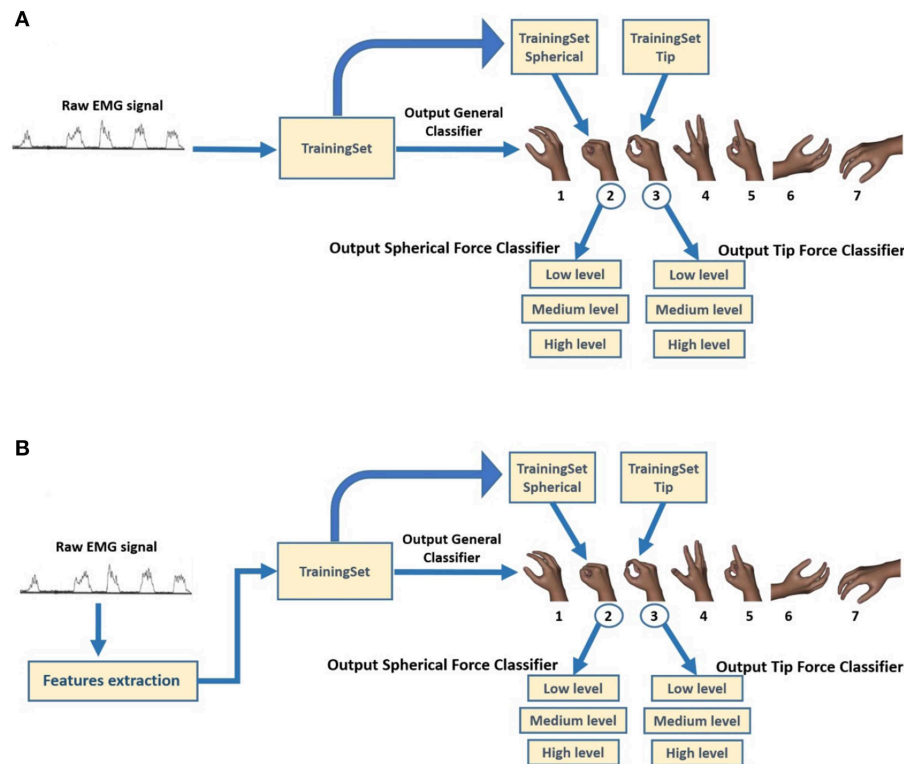 A
TrainingSet
Spherical
TrainingSet
Tip
Raw EMG signal
Output General
Classifier
TrainingSet
1 2 3 4 5 6 7
Output Spherical Force Classifier
Output Tip Force Classifier
Low level
Low level
Medium level
Medium level
High level
High level
B
TrainingSet
Spherical
TrainingSet
Tip
Raw EMG signal
Output General
Classifier
TrainingSet
1 2 3 4 5 6 7
Features extraction
Output Spherical Force Classifier
Output Tip Force Classifier
Low level
Low level
Medium level
Medium level
High level
High level